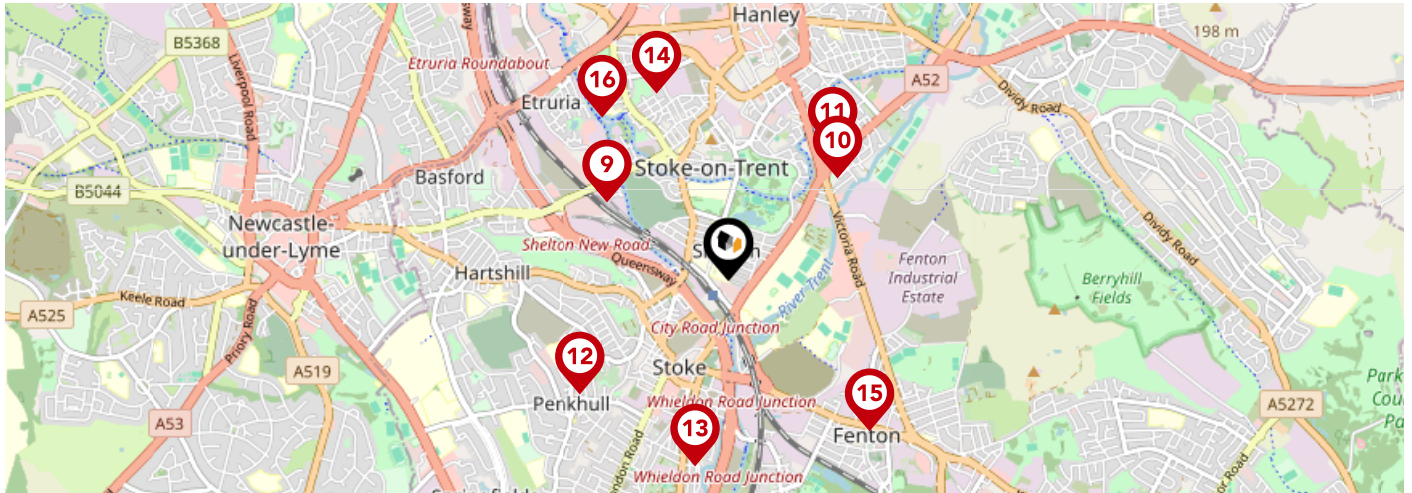 Hanley
B5368
198 m
Etruria Roundabout
14
16
A52
Liverpool Road
Etruria
Dividy Road
11
10
9
Stoke-on-Trent
Basford
B5044
Newcastle-
under-Lyme
Victoria Road
Dividy Road
Shelton New Road
Queensway
Fenton
Industrial
Estate
Hartshill
River Trent
Berryhill
Fields
Keele Road
A525
Priory Road
City Road Junction
12
Stoke
A519
Park
15
Whieldon Road Junction
Penkhull
A5272
A53
13
Fenton
Whieldon Road Junction